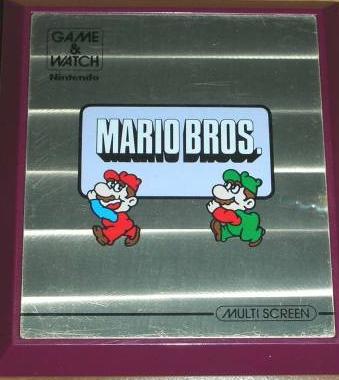 GAME
&
WATCH
Nintendo
MARIO BROS.
MULTI SCREEN